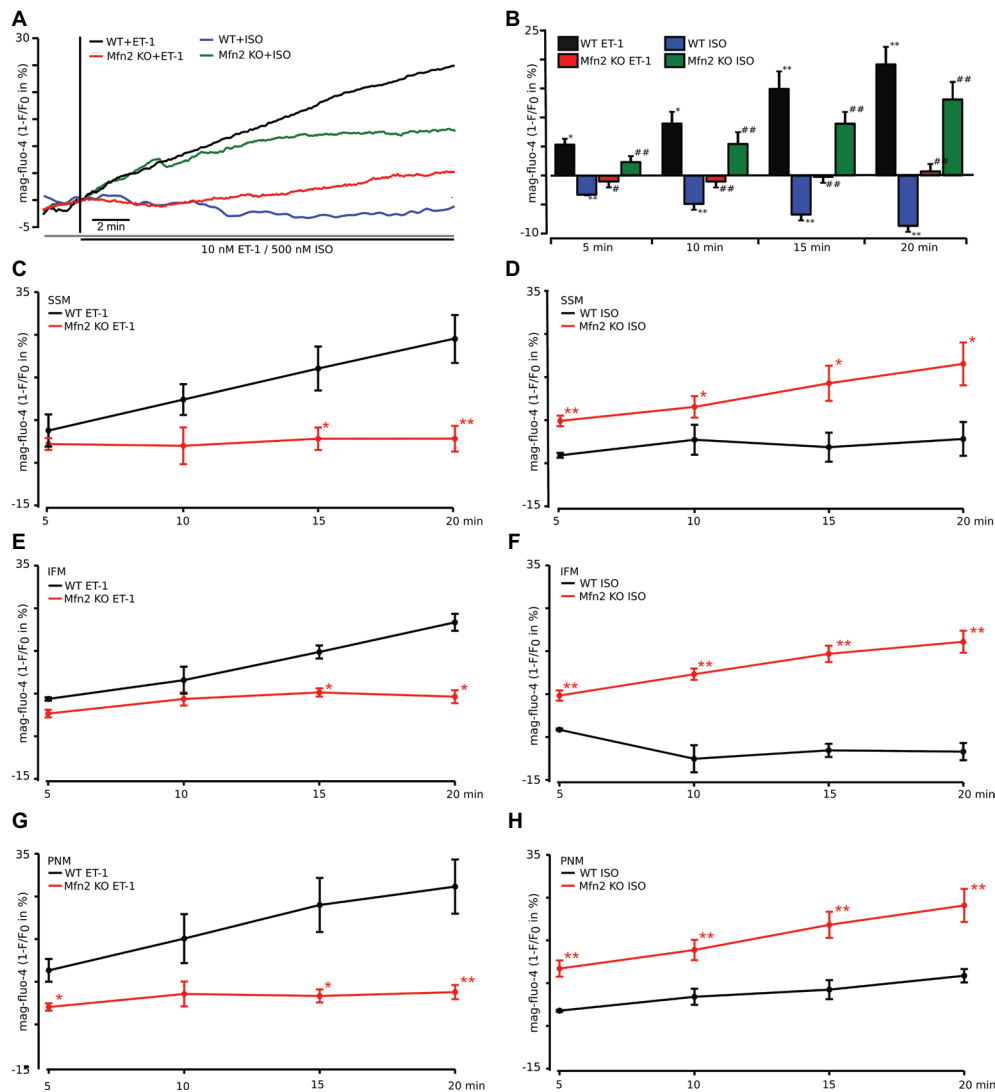 A
30
WT+ET-1
WT+ISO
Mfn2 KO+ET-1
Mfn2 KO+ISO
mag-fluo-4 (1-F/F0 in %)
-5
2 min
10 nM ET-1 / 500 nM ISO
B
25
WT ET-1
WT ISO
Mfn2 KO ET-1
Mfn2 KO ISO
mag-fluo-4 (1-F/F0 in %)
-10
* ** # ##
* ** ## ##
** ** ## ##
** ** ## ##
5 min
10 min
15 min
20 min
C
35
SSM
WT ET-1
Mfn2 KO ET-1
mag-fluo-4 (1-F/F0 in %)
* **
-15
5 10 15 20 min
D
35
SSM
WT ISO
Mfn2 KO ISO
mag-fluo-4 (1-F/F0 in %)
** * * *
-15
5 10 15 20 min
E
35
IFM
WT ET-1
Mfn2 KO ET-1
mag-fluo-4 (1-F/F0 in %)
* *
-15
5 10 15 20 min
F
35
IFM
WT ISO
Mfn2 KO ISO
mag-fluo-4 (1-F/F0 in %)
** ** ** **
-15
5 10 15 20 min
G
35
PNM
WT ET-1
Mfn2 KO ET-1
mag-fluo-4 (1-F/F0 in %)
* * **
-15
5 10 15 20 min
H
35
PNM
WT ISO
Mfn2 KO ISO
mag-fluo-4 (1-F/F0 in %)
** ** ** **
-15
5 10 15 20 min